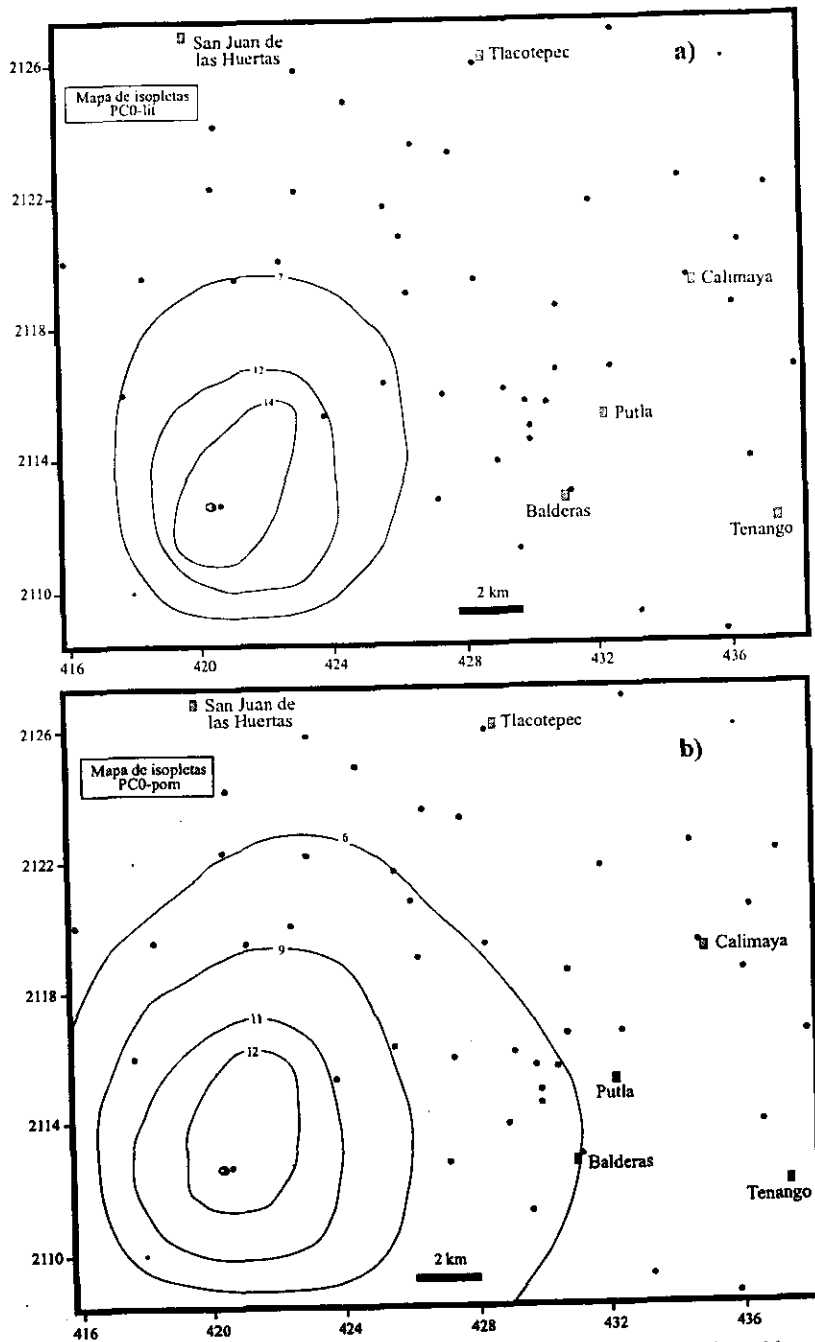 San Juan de
las Huertas
Tlacotepec
a)
2126
Mapa de isopletas
PC0-lit
2122
7
Calimaya
2118
12
14
Putla
2114
Balderas
Tenango
2110
2 km
416
420
424
428
432
436
San Juan de
las Huertas
Tlacotepec
b)
2126
Mapa de isopletas
PC0-pom
6
2122
Calimaya
9
2118
11
12
Putla
2114
Balderas
Tenango
2110
2 km
416
420
424
428
432
436